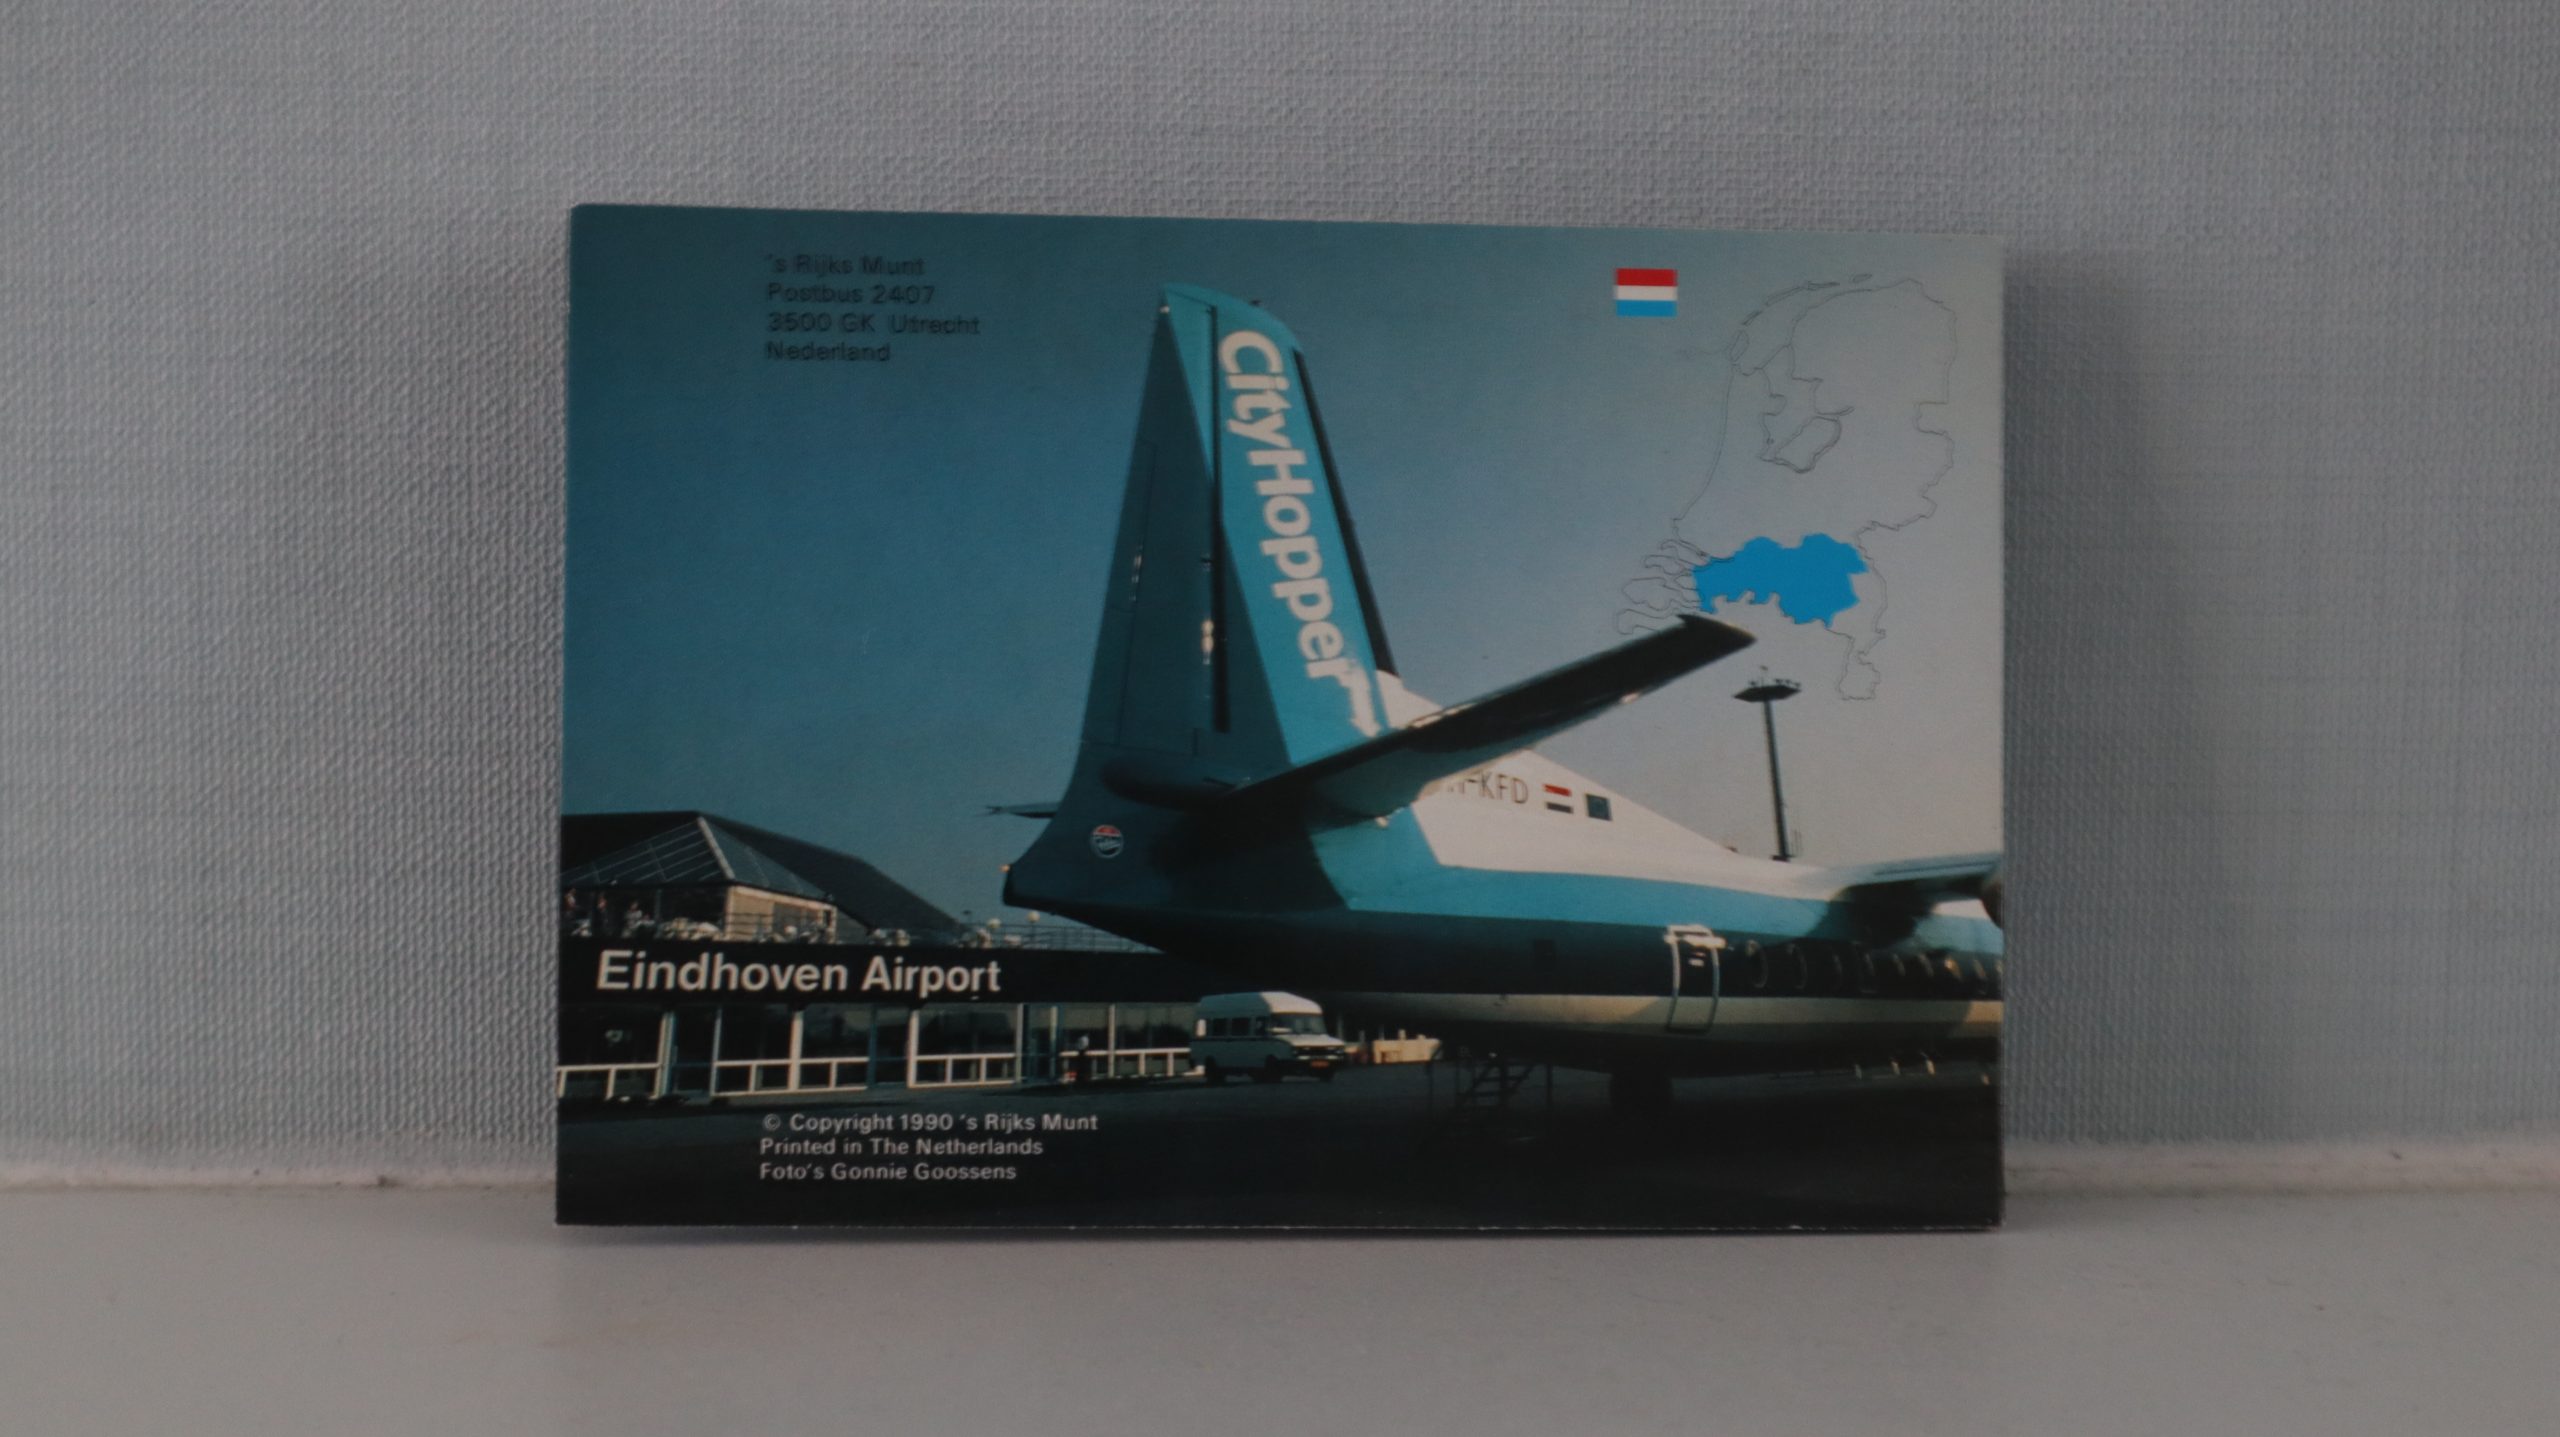 's Rijks Munt
Postbus 2407
3500 GK Utrecht
Nederland
CityHopper
-KFD
Eindhoven Airport
© Copyright 1990 's Rijks Munt
Printed in The Netherlands
Foto's Gonnie Goossens